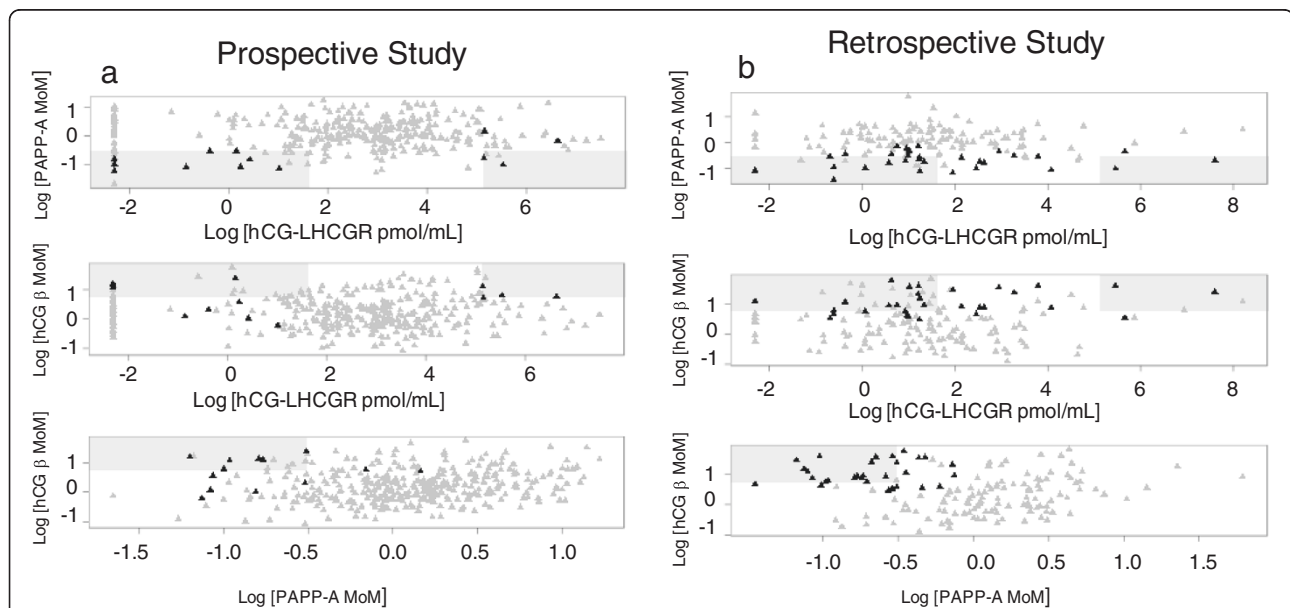 Prospective Study
a
Log [PAPP-A MoM]
1
0
-1
-2 0 2 4 6
Log [hCG-LHCGR pmol/mL]
Log [hCG β MoM]
1
0
-1
-2 0 2 4 6
Log [hCG-LHCGR pmol/mL]
Log [hCG β MoM]
1
0
-1
-1.5 -1.0 -0.5 0.0 0.5 1.0
Log [PAPP-A MoM]
Retrospective Study
b
Log [PAPP-A MoM]
1
0
-1
-2 0 2 4 6 8
Log [hCG-LHCGR pmol/mL]
Log [hCG β MoM]
1
0
-1
-2 0 2 4 6 8
Log [hCG-LHCGR pmol/mL]
Log [hCG β MoM]
1
0
-1
-1.0 -0.5 0.0 0.5 1.0 1.5
Log [PAPP-A MoM]